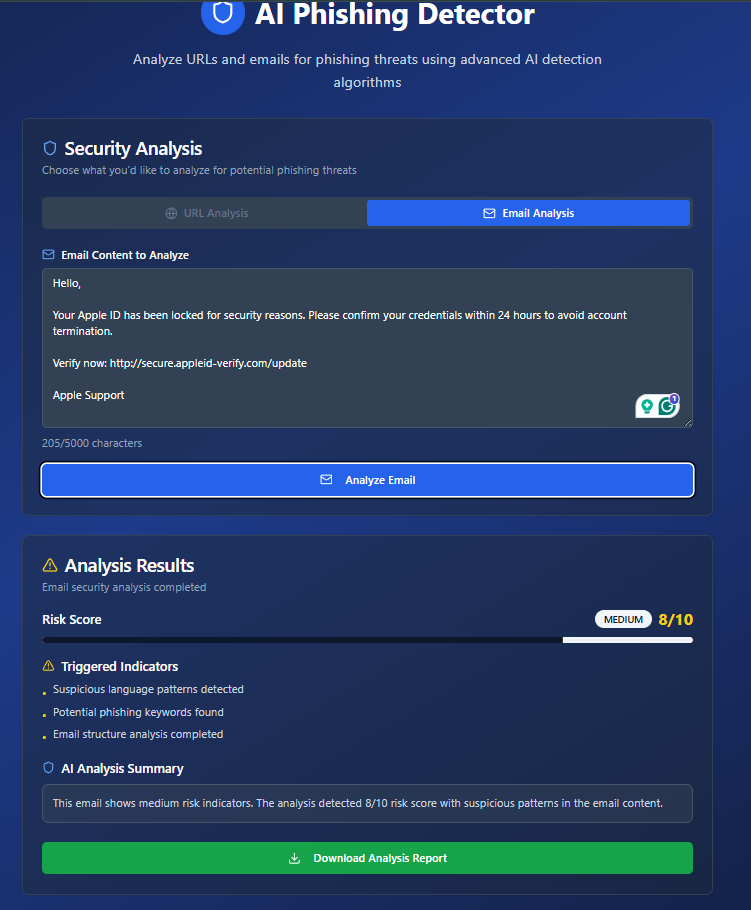 AI Phishing Detector
Analyze URLs and emails for phishing threats using advanced AI detection
algorithms
Security Analysis
Choose what you'd like to analyze for potential phishing threats
URL Analysis
Email Analysis
Email Content to Analyze
Hello,
Your Apple ID has been locked for security reasons. Please confirm your credentials within 24 hours to avoid account
termination.
Verify now: http://secure.appleid-verify.com/update
Apple Support
1
205/5000 characters
Analyze Email
Analysis Results
Email security analysis completed
Risk Score
MEDIUM 8/10
Triggered Indicators
Suspicious language patterns detected
Potential phishing keywords found
Email structure analysis completed
AI Analysis Summary
This email shows medium risk indicators. The analysis detected 8/10 risk score with suspicious patterns in the email content.
Download Analysis Report